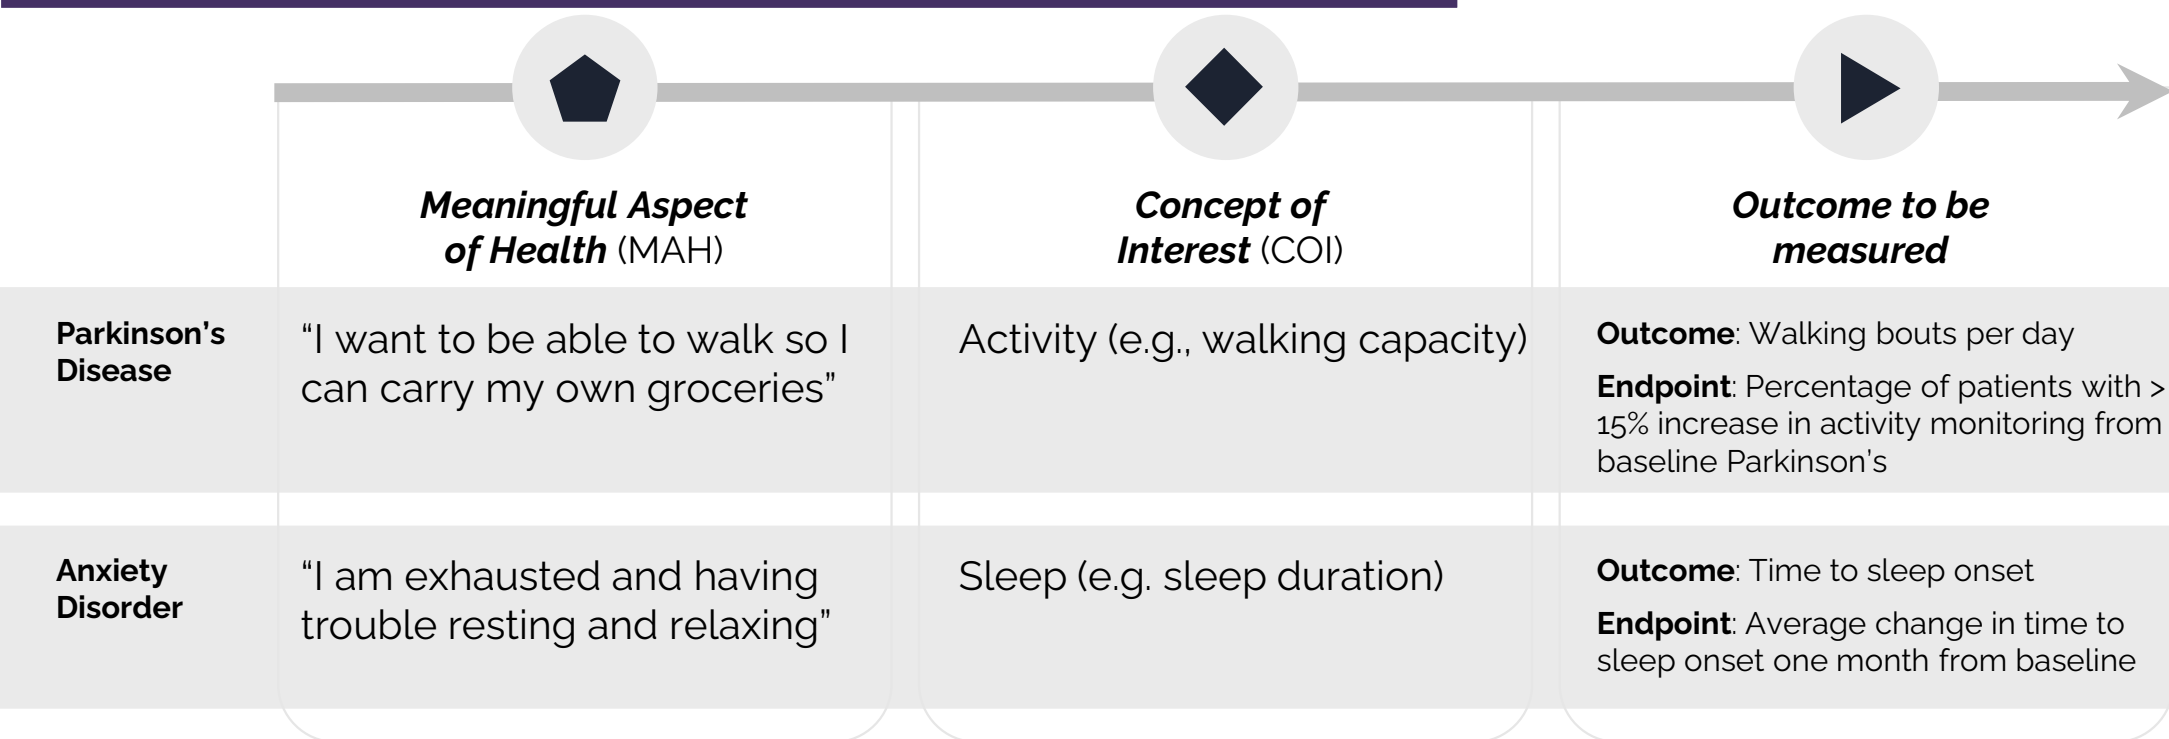 Meaningful Aspect
of Health (MAH)
Concept of
Interest (COI)
Outcome to be
measured
Parkinson’s
Disease
“I want to be able to walk so I
can carry my own groceries”
Activity (e.g., walking capacity)
Outcome: Walking bouts per day
Endpoint: Percentage of patients with >
15% increase in activity monitoring from
baseline Parkinson’s
Anxiety
Disorder
“I am exhausted and having
trouble resting and relaxing”
Sleep (e.g. sleep duration)
Outcome: Time to sleep onset
Endpoint: Average change in time to
sleep onset one month from baseline